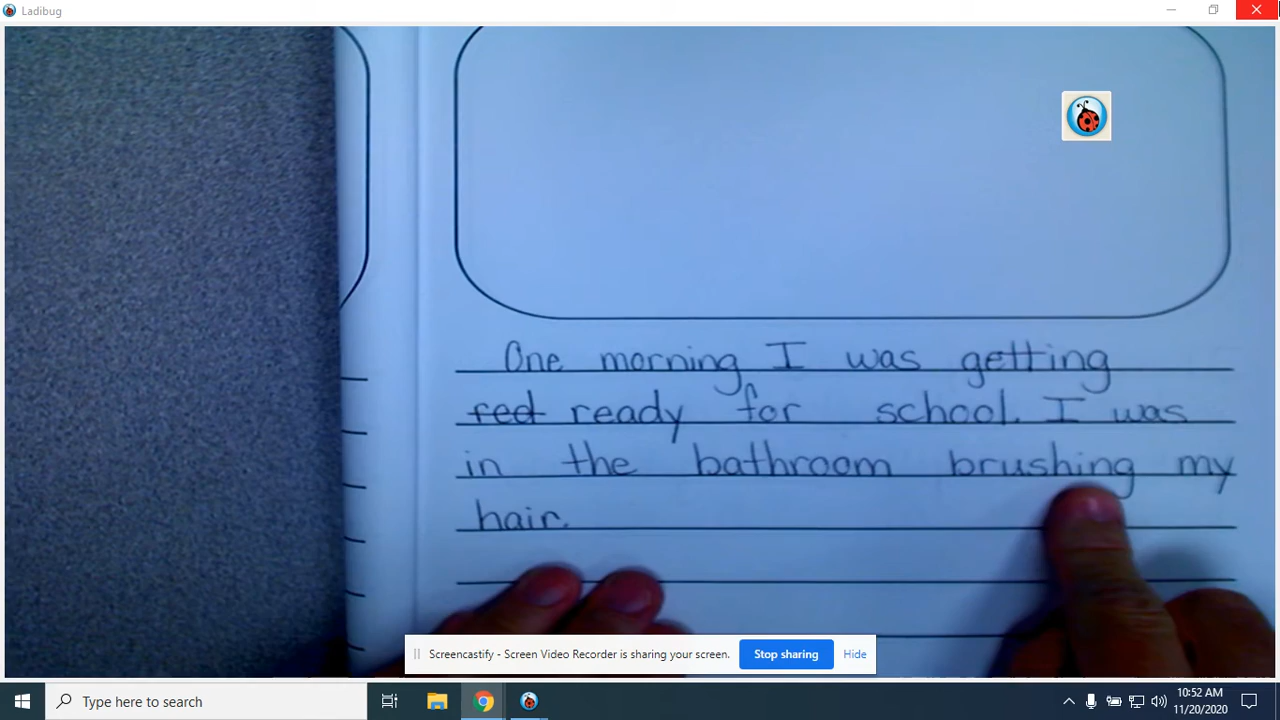 Ladibug
One morning I was getting
red ready for school. I was
in the bathroom brushing my
hair.
Screencastify - Screen Video Recorder is sharing your screen.
Stop sharing
Hide
Type here to search
10:52 AM
11/20/2020